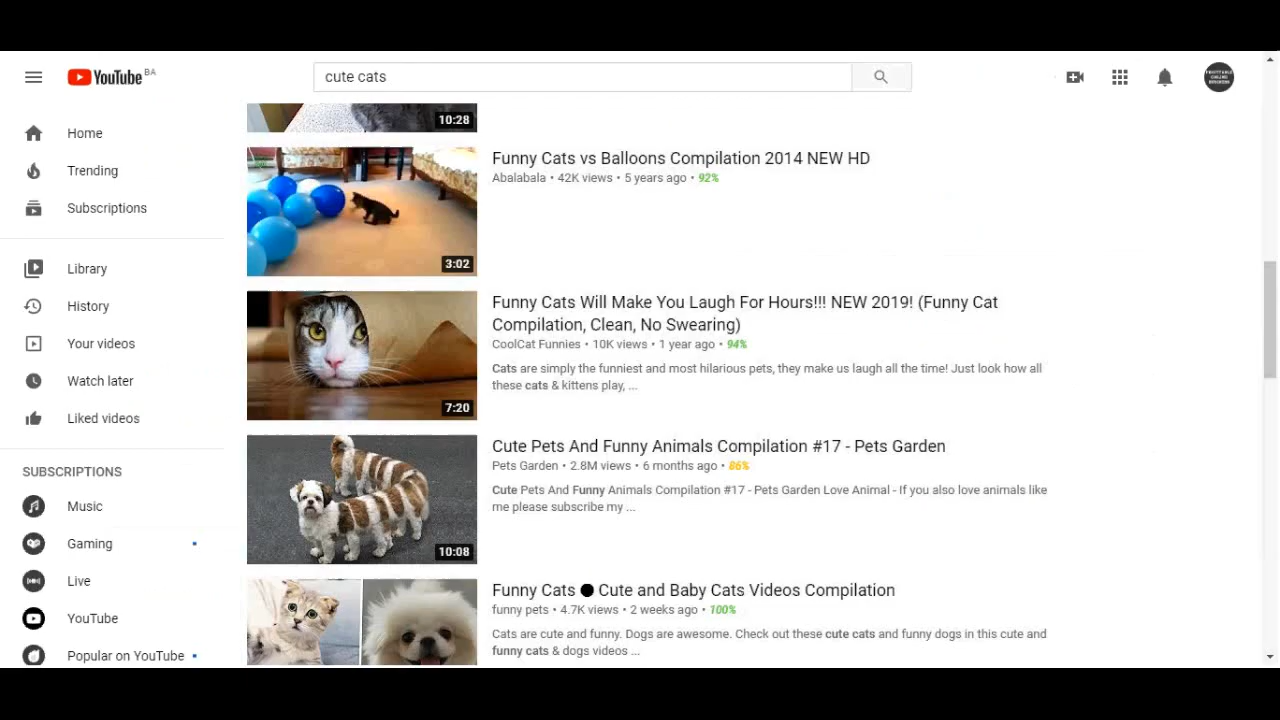 YouTube BA
cute cats
Home
Trending
Subscriptions
Library
History
Your videos
Watch later
Liked videos
SUBSCRIPTIONS
Music
Gaming
Live
YouTube
Popular on YouTube
10:28
3:02
Funny Cats vs Balloons Compilation 2014 NEW HD
Abalabala • 42K views • 5 years ago • 92%
7:20
Funny Cats Will Make You Laugh For Hours!!! NEW 2019! (Funny Cat
Compilation, Clean, No Swearing)
CoolCat Funnies • 10K views • 1 year ago • 94%
Cats are simply the funniest and most hilarious pets, they make us laugh all the time! Just look how all
these cats & kittens play, ...
10:08
Cute Pets And Funny Animals Compilation #17 - Pets Garden
Pets Garden • 2.8M views • 6 months ago • 86%
Cute Pets And Funny Animals Compilation #17 - Pets Garden Love Animal - If you also love animals like
me please subscribe my ...
Funny Cats ● Cute and Baby Cats Videos Compilation
funny pets • 4.7K views • 2 weeks ago • 100%
Cats are cute and funny. Dogs are awesome. Check out these cute cats and funny dogs in this cute and
funny cats & dogs videos ...